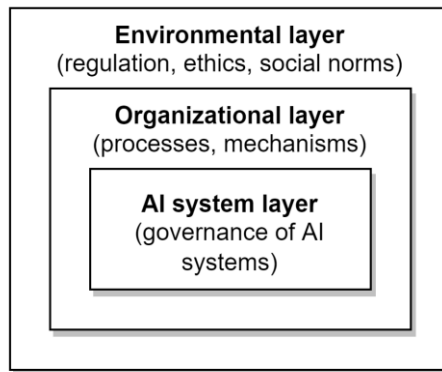 Environmental layer
(regulation, ethics, social norms)
Organizational layer
(processes, mechanisms)
AI system layer
(governance of AI
systems)